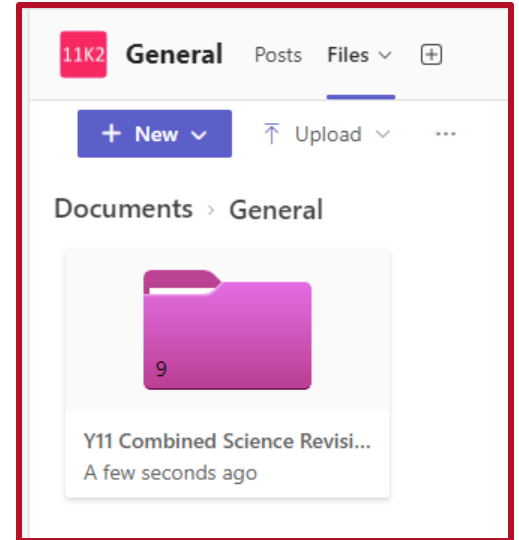 11K2 General Posts Files
+ New Upload ...
Documents > General
9
Y11 Combined Science Revisi...
A few seconds ago